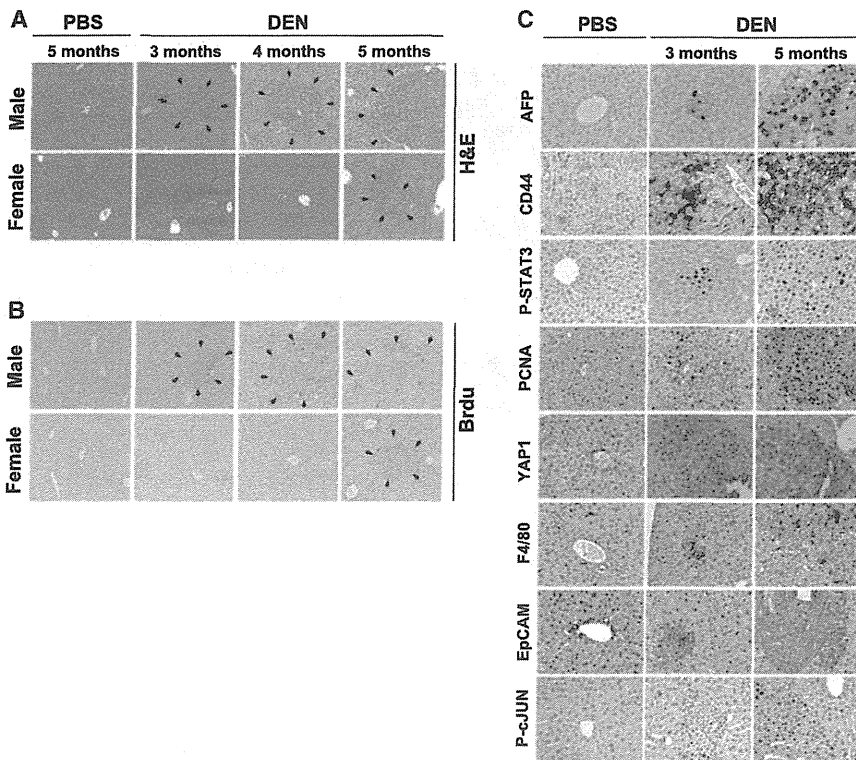 A
PBS DEN
5 months 3 months 4 months 5 months
Male
Female
H&E
B
Male
Female
Brdu
C
PBS DEN
3 months 5 months
AFP
CD44
P-STAT3
PCNA
YAP1
F4/80
EpCAM
P-cJUN